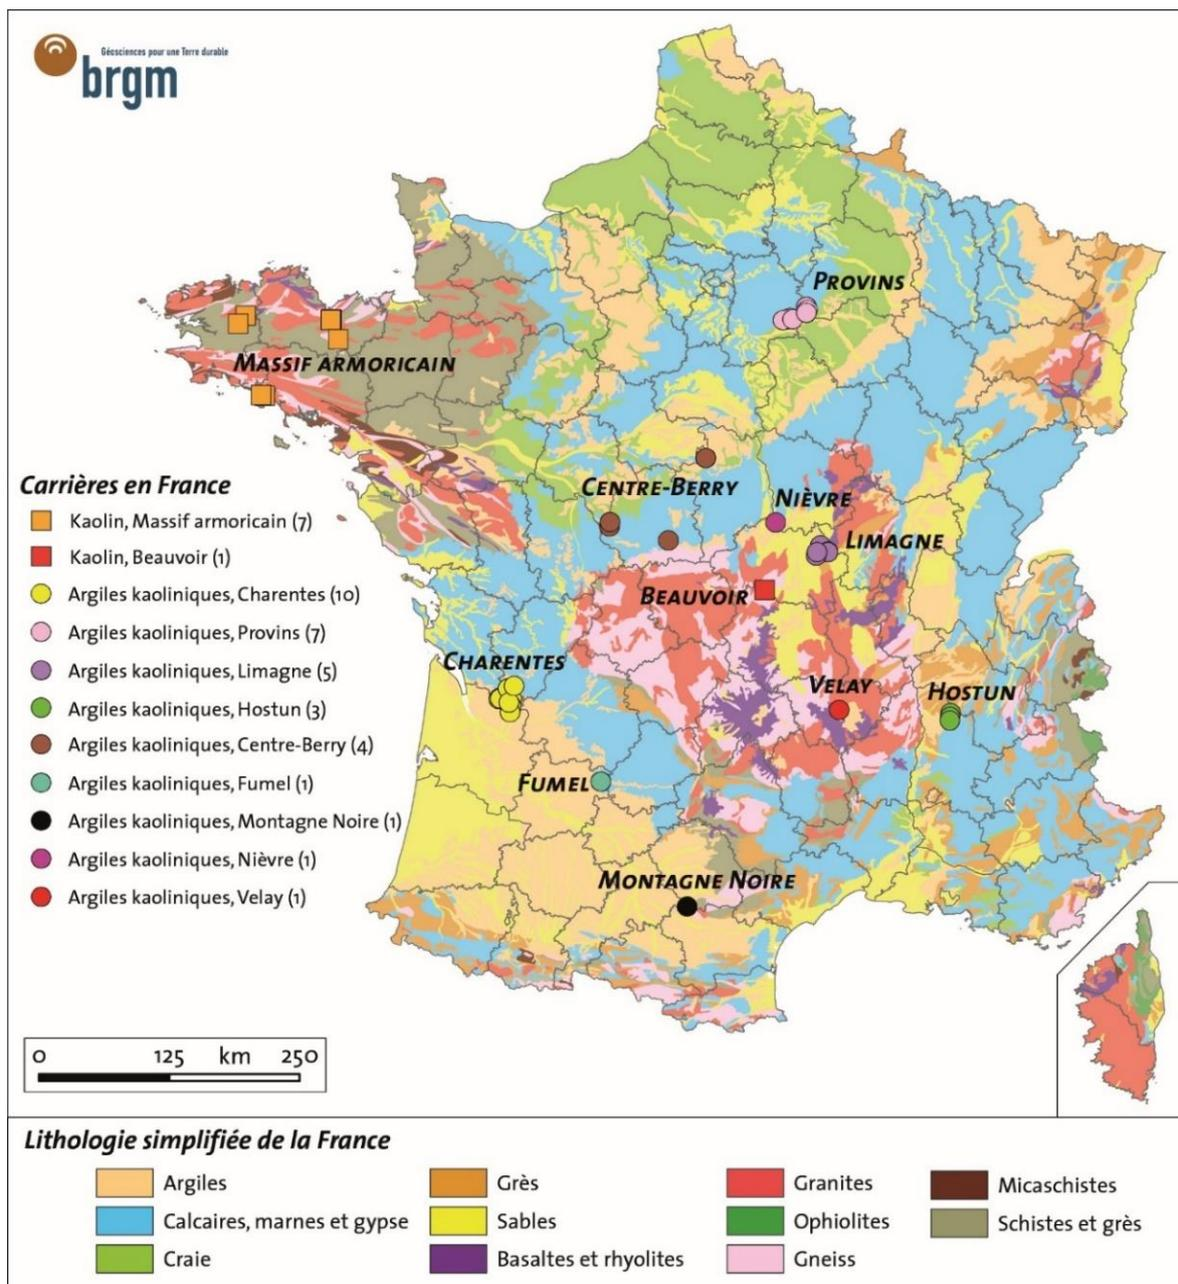 Géosciences pour une Terre durable
brgm
PROVINS
MASSIF ARMORICAIN
CENTRE-BERRY
NIÈVRE
LIMAGNE
BEAUVOIR
CHARENTES
VELAY
HOSTUN
FUMEL
MONTAGNE NOIRE
Carrières en France
Kaolin, Massif armoricain (7)
Kaolin, Beauvoir (1)
Argiles kaoliniques, Charentes (10)
Argiles kaoliniques, Provins (7)
Argiles kaoliniques, Limagne (5)
Argiles kaoliniques, Hostun (3)
Argiles kaoliniques, Centre-Berry (4)
Argiles kaoliniques, Fumel (1)
Argiles kaoliniques, Montagne Noire (1)
Argiles kaoliniques, Nièvre (1)
Argiles kaoliniques, Velay (1)
0 125 km 250
Lithologie simplifiée de la France
Argiles
Calcaires, marnes et gypse
Craie
Grès
Sables
Basaltes et rhyolites
Granites
Ophiolites
Gneiss
Micaschistes
Schistes et grès